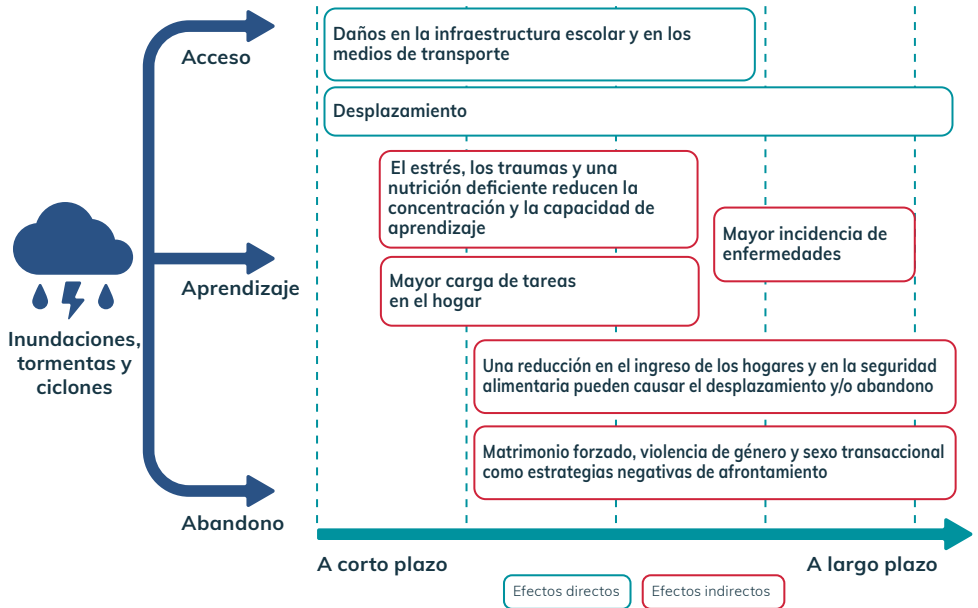 Acceso
Daños en la infraestructura escolar y en los
medios de transporte
Desplazamiento
El estrés, los traumas y una
nutrición deficiente reducen la
concentración y la capacidad de
aprendizaje
Mayor incidencia de
enfermedades
Mayor carga de tareas
en el hogar
Aprendizaje
Inundaciones,
tormentas y
ciclones
Una reducción en el ingreso de los hogares y en la seguridad
alimentaria pueden causar el desplazamiento y/o abandono
Matrimonio forzado, violencia de género y sexo transaccional
como estrategias negativas de afrontamiento
Abandono
A corto plazo
A largo plazo
Efectos directos
Efectos indirectos